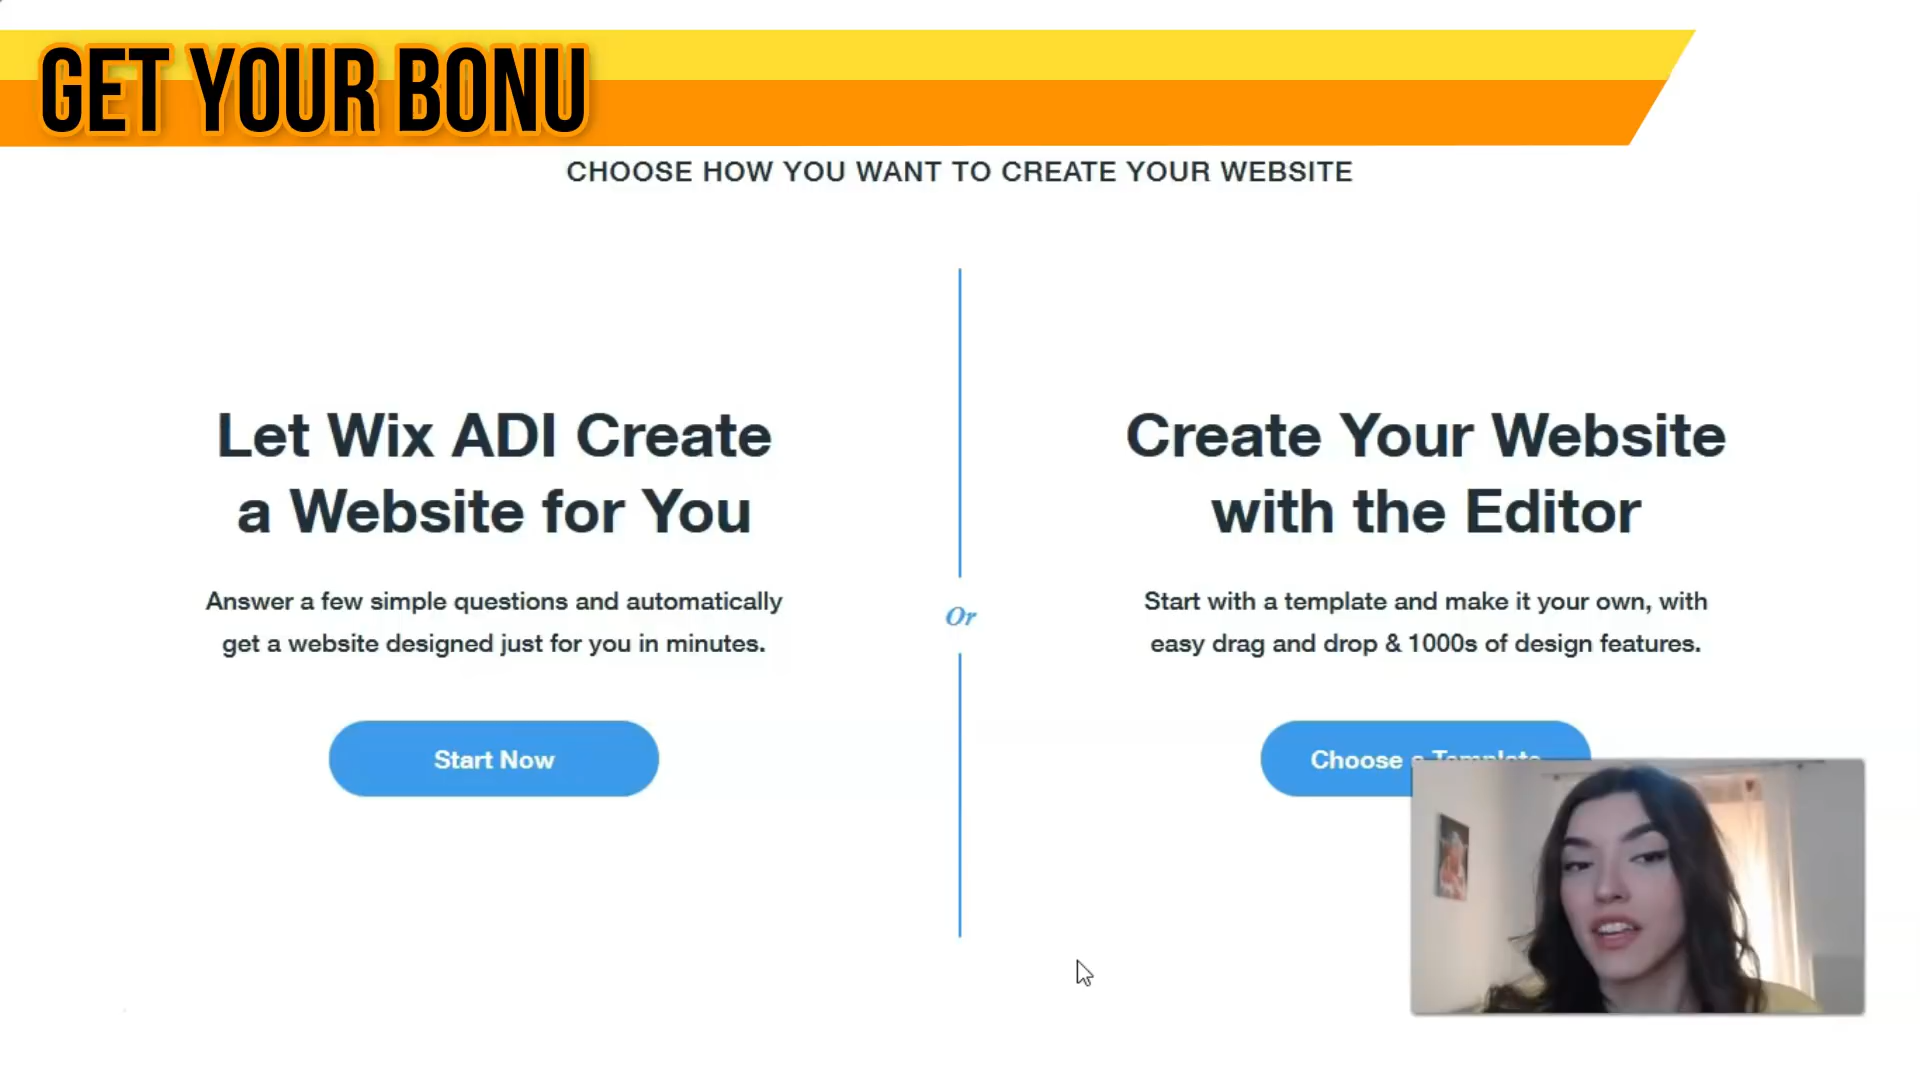 GET YOUR BONU
CHOOSE HOW YOU WANT TO CREATE YOUR WEBSITE
Let Wix ADI Create
a Website for You
Answer a few simple questions and automatically
get a website designed just for you in minutes.
Start Now
Or
Create Your Website
with the Editor
Start with a template and make it your own, with
easy drag and drop & 1000s of design features.
Choose a Template